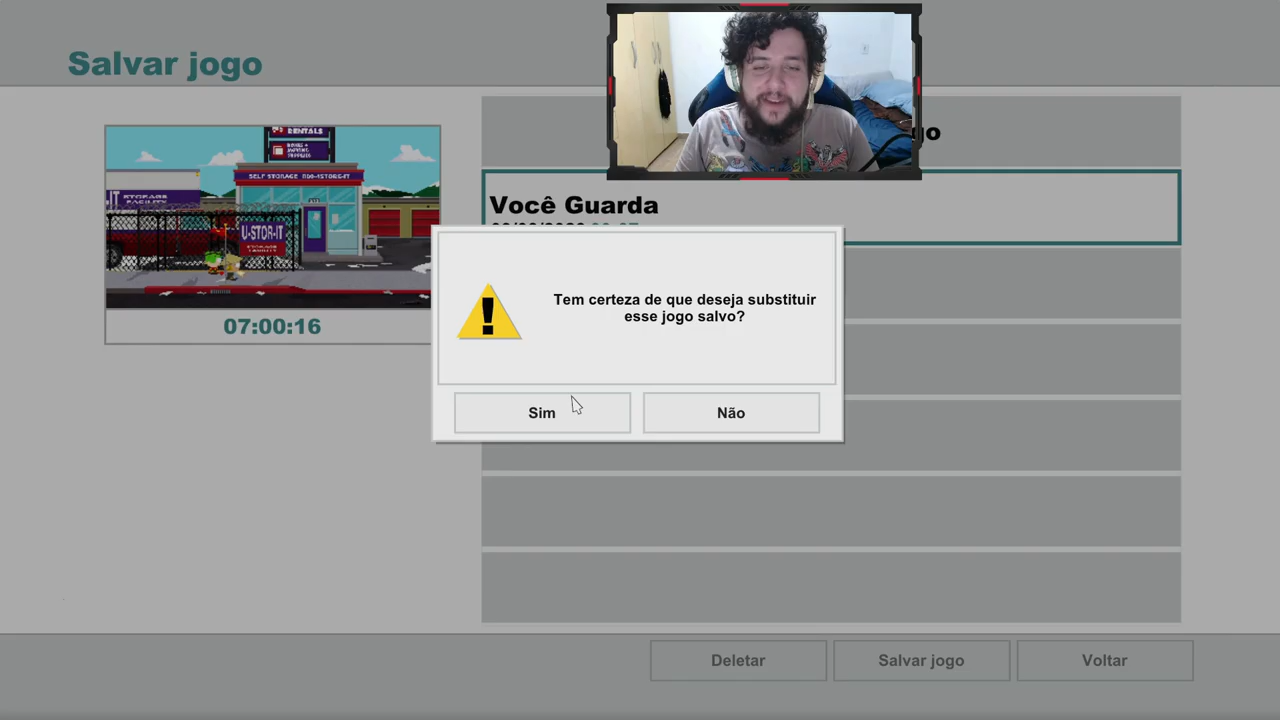 Salvar jogo
RENTALS
SELF STORAGE
U-STOR-IT
07:00:16
Você Guarda
Tem certeza de que deseja substituir
esse jogo salvo?
Sim
Não
Deletar
Salvar jogo
Voltar